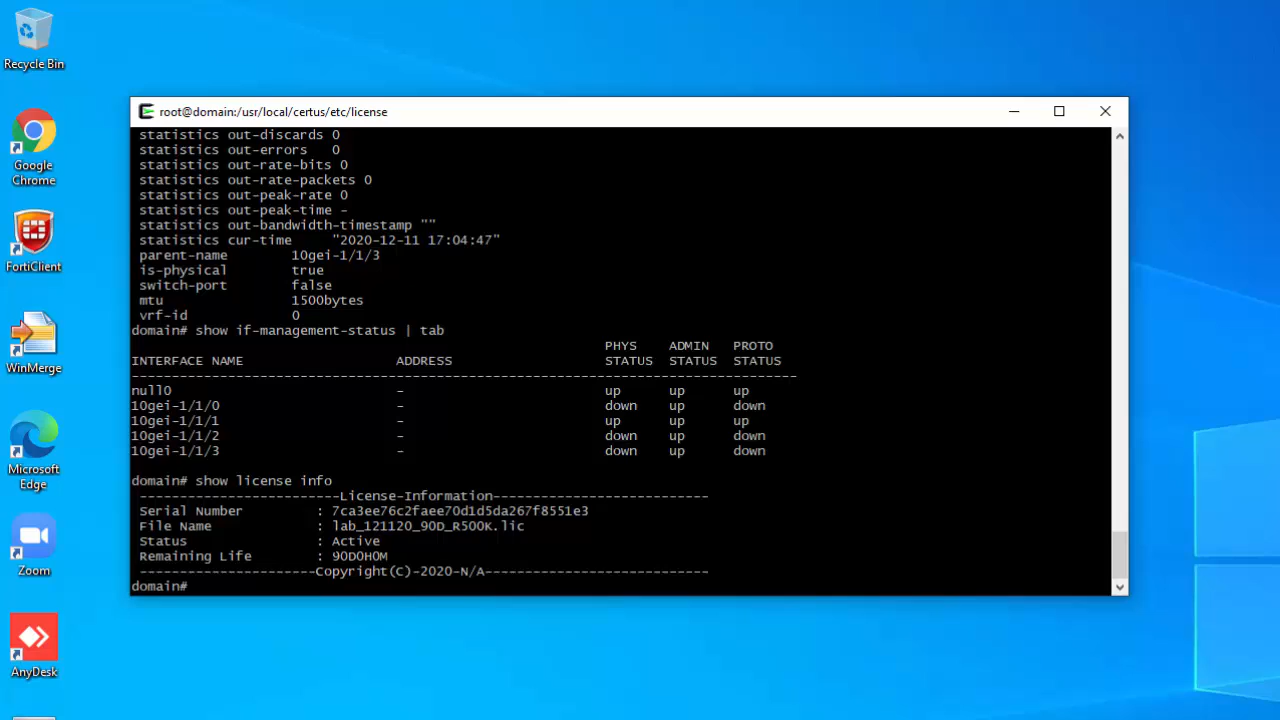 Recycle Bin
Google
Chrome
FortiClient
WinMerge
Microsoft
Edge
Zoom
AnyDesk
root@domain:/usr/local/certus/etc/license
statistics out-discards 0
statistics out-errors   0
statistics out-rate-bits 0
statistics out-rate-packets 0
statistics out-peak-rate 0
statistics out-peak-time -
statistics out-bandwidth-timestamp ""
statistics cur-time     "2020-12-11 17:04:47"
parent-name        10gei-1/1/3
is-physical        true
switch-port        false
mtu                1500bytes
vrf-id             0
domain# show if-management-status | tab
PHYS    ADMIN   PROTO
INTERFACE NAME                   ADDRESS                   STATUS  STATUS  STATUS
-----------------------------------------------------------------------------------
null0                            -                         up      up      up
10gei-1/1/0                      -                         down    up      down
10gei-1/1/1                      -                         up      up      up
10gei-1/1/2                      -                         down    up      down
10gei-1/1/3                      -                         down    up      down
domain# show license info
-------------------------License-Information---------------------------
Serial Number         : 7ca3ee76c2faee70d1d5da267f8551e3
File Name             : lab_121120_90D_R500K.lic
Status                : Active
Remaining Life        : 90D0H0M
----------------------Copyright(C)-2020-N/A----------------------------
domain#